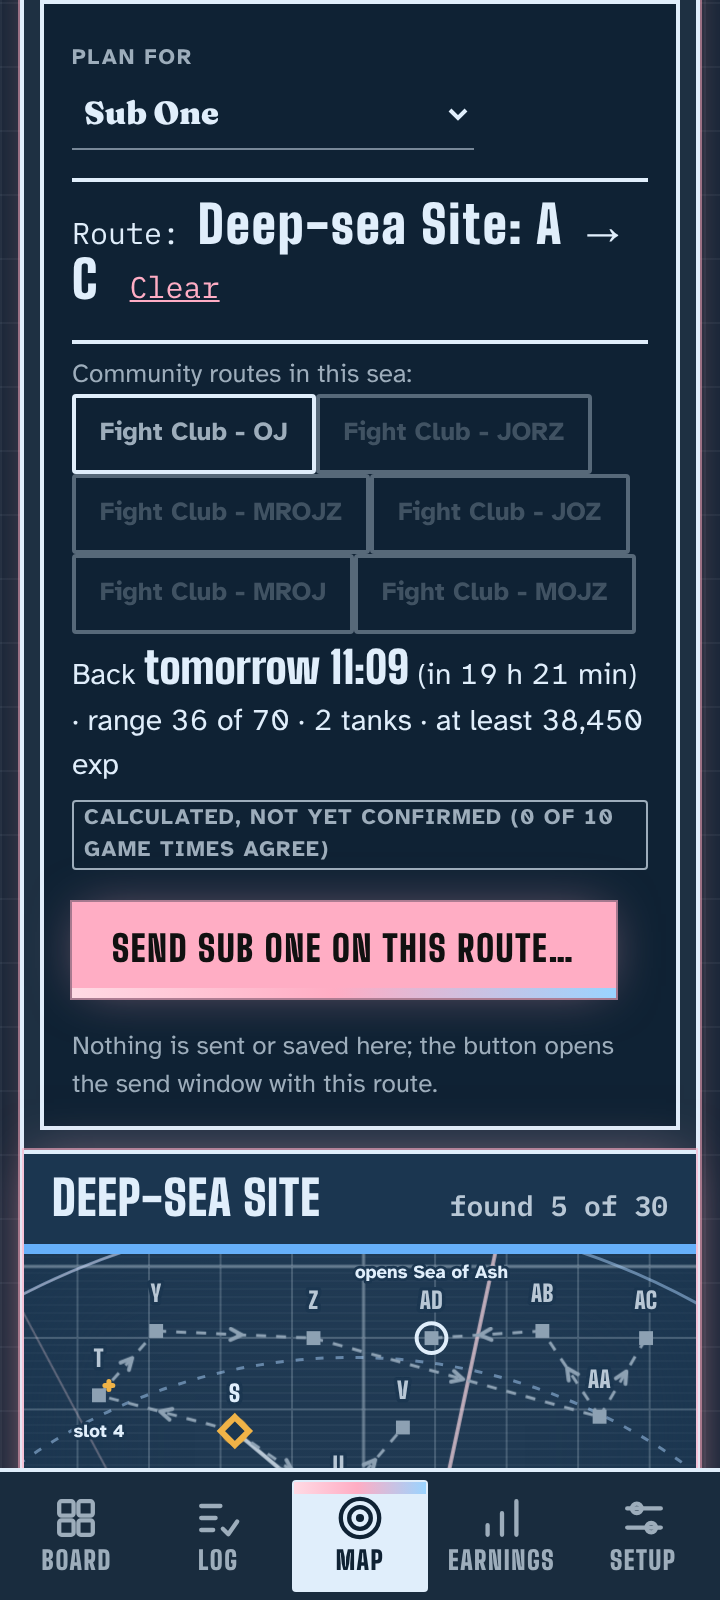 PLAN FOR
Sub One
Route: Deep-sea Site: A →
C Clear
Community routes in this sea:
Fight Club - OJ
Fight Club - JORZ
Fight Club - MROJZ
Fight Club - JOZ
Fight Club - MROJ
Fight Club - MOJZ
Back tomorrow 11:09 (in 19 h 21 min)
· range 36 of 70 · 2 tanks · at least 38,450
exp
CALCULATED, NOT YET CONFIRMED (0 OF 10
GAME TIMES AGREE)
SEND SUB ONE ON THIS ROUTE…
Nothing is sent or saved here; the button opens
the send window with this route.
DEEP-SEA SITE
found 5 of 30
opens Sea of Ash
Y
Z
AD
AB
AC
T
S
V
AA
slot 4
U
BOARD
LOG
MAP
EARNINGS
SETUP